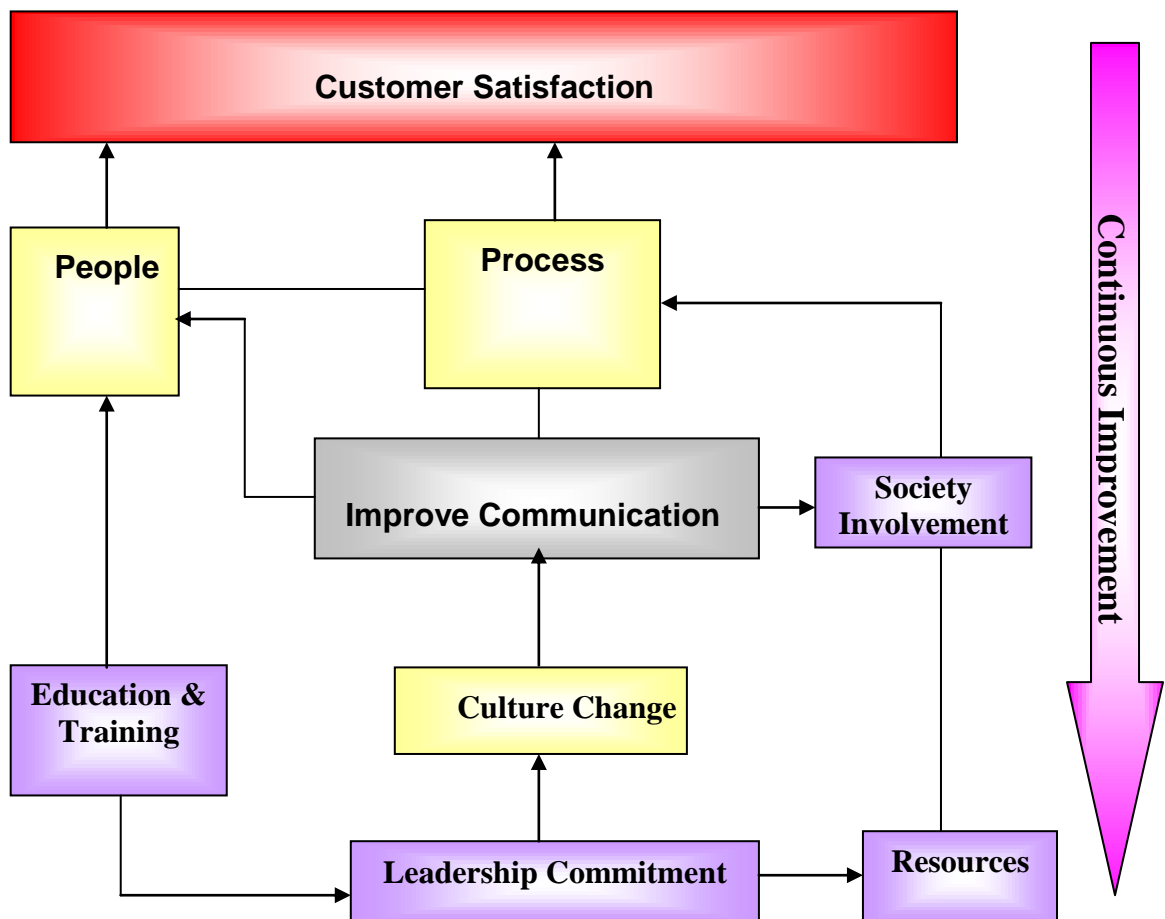 Customer Satisfaction
People
Process
Continuous Improvement
Improve Communication
Society
Involvement
Education &
Training
Culture Change
Leadership Commitment
Resources